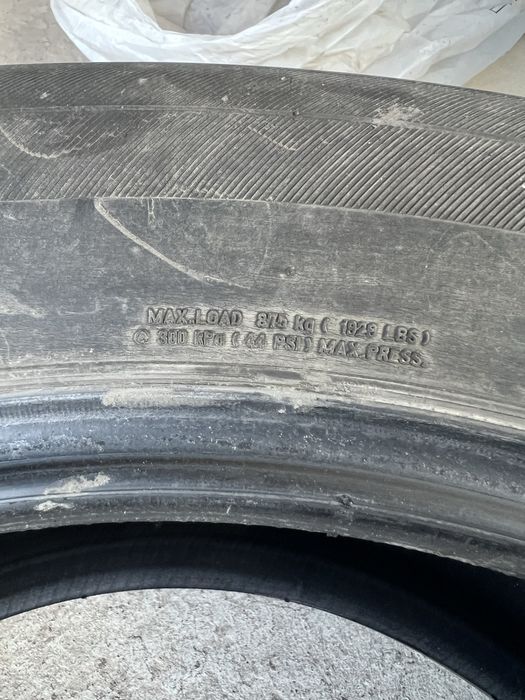 MAX.LOAD 875 kg ( 1929 LBS )
@ 300 KPa ( 44 PSI ) MAX.PRESS.